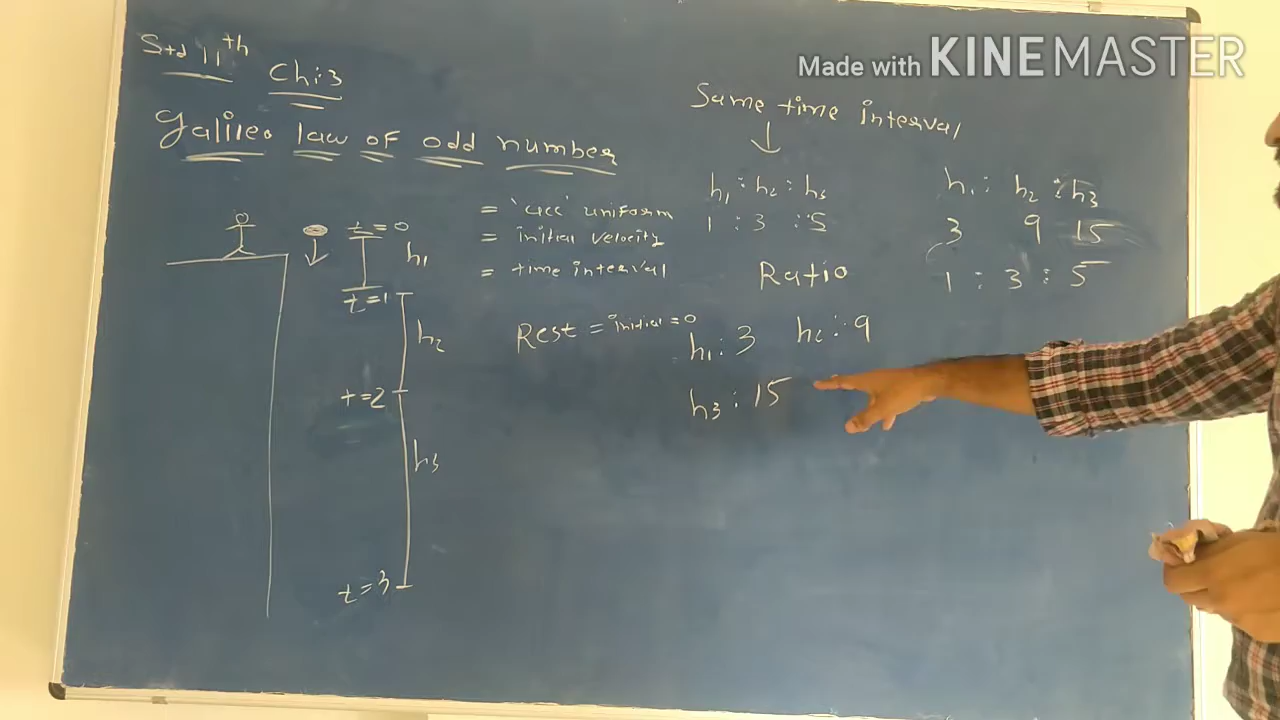 Std 11th
Ch:3
Galileo law of odd number
t=0
h1
t=1
h2
t=2
h3
t=3
= 'acc' uniform
= initial velocity
= time interval
Rest = initial = 0
Same time interval
↓
h1 : h2 : h3
1 : 3 : 5
Ratio
h1 : 3 h2 : 9
h3 : 15
h1 : h2 : h3
3 9 15
1 : 3 : 5
Made with KINEMASTER